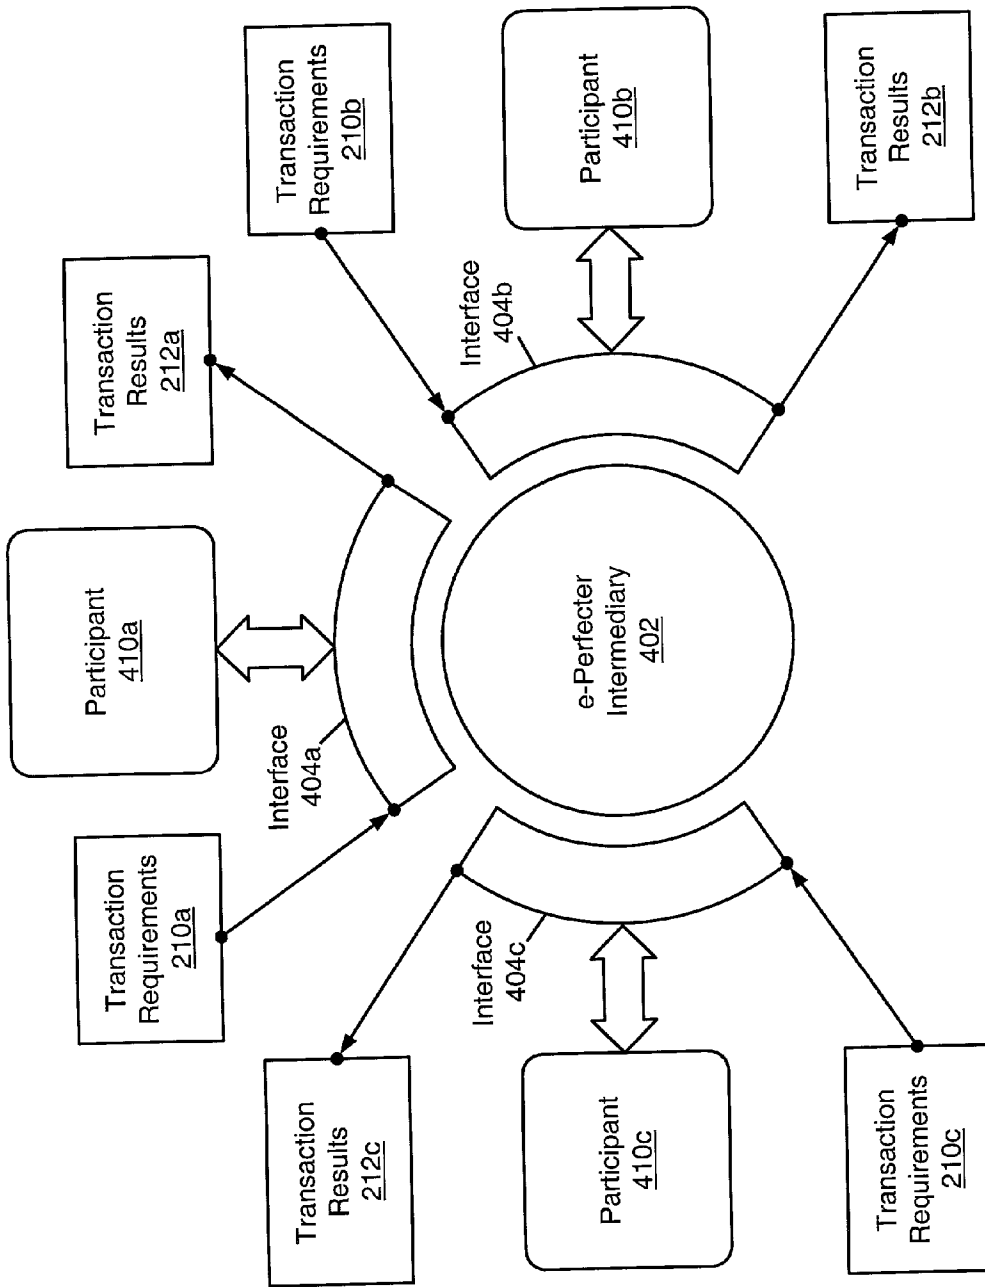 Transaction
Requirements
210a
Participant
410a
Transaction
Results
212a
Interface
404a
Transaction
Results
212c
Transaction
Requirements
210b
Interface
404c
Interface
404b
e-Perfecter
Intermediary
402
Participant
410c
Participant
410b
Transaction
Requirements
210c
Transaction
Results
212b